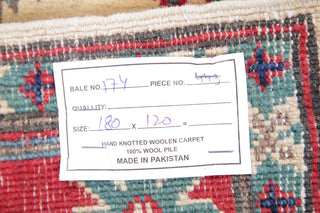 BALE NO. 174 PIECE NO.
QUALITY:
SIZE: 180 x 120 =
HAND KNOTTED WOOLEN CARPET
100% WOOL PILE
MADE IN PAKISTAN